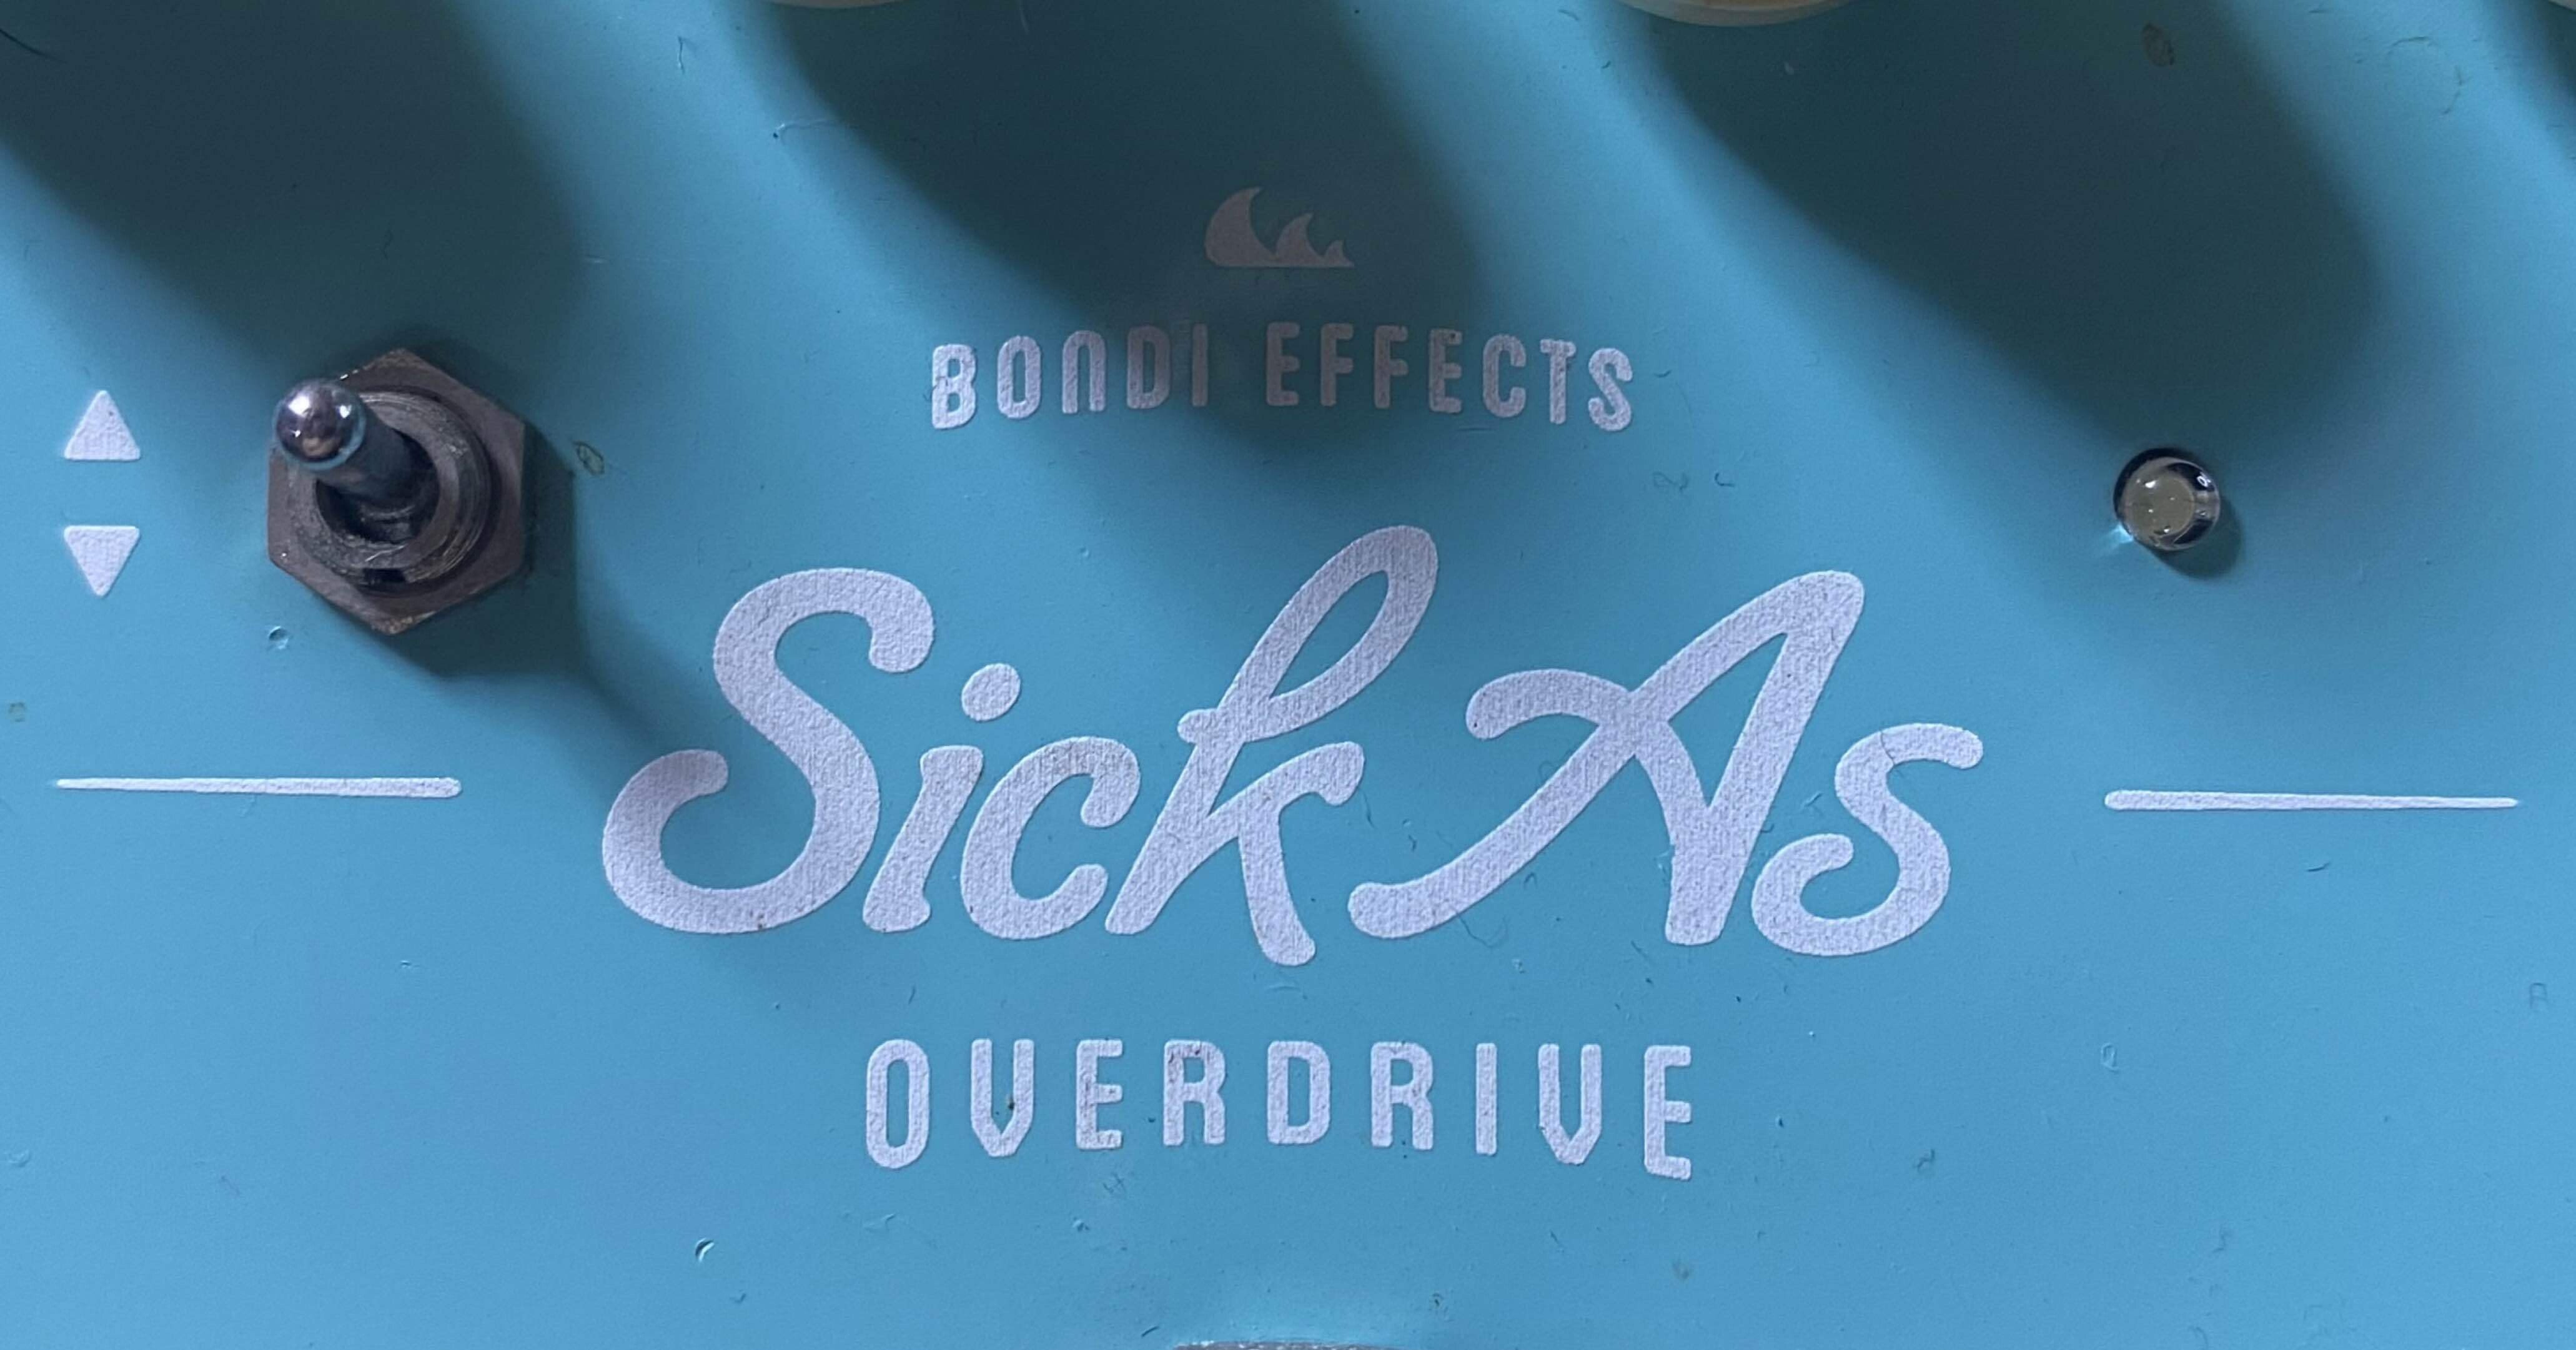 BONDI EFFECTS
Sick As
OVERDRIVE